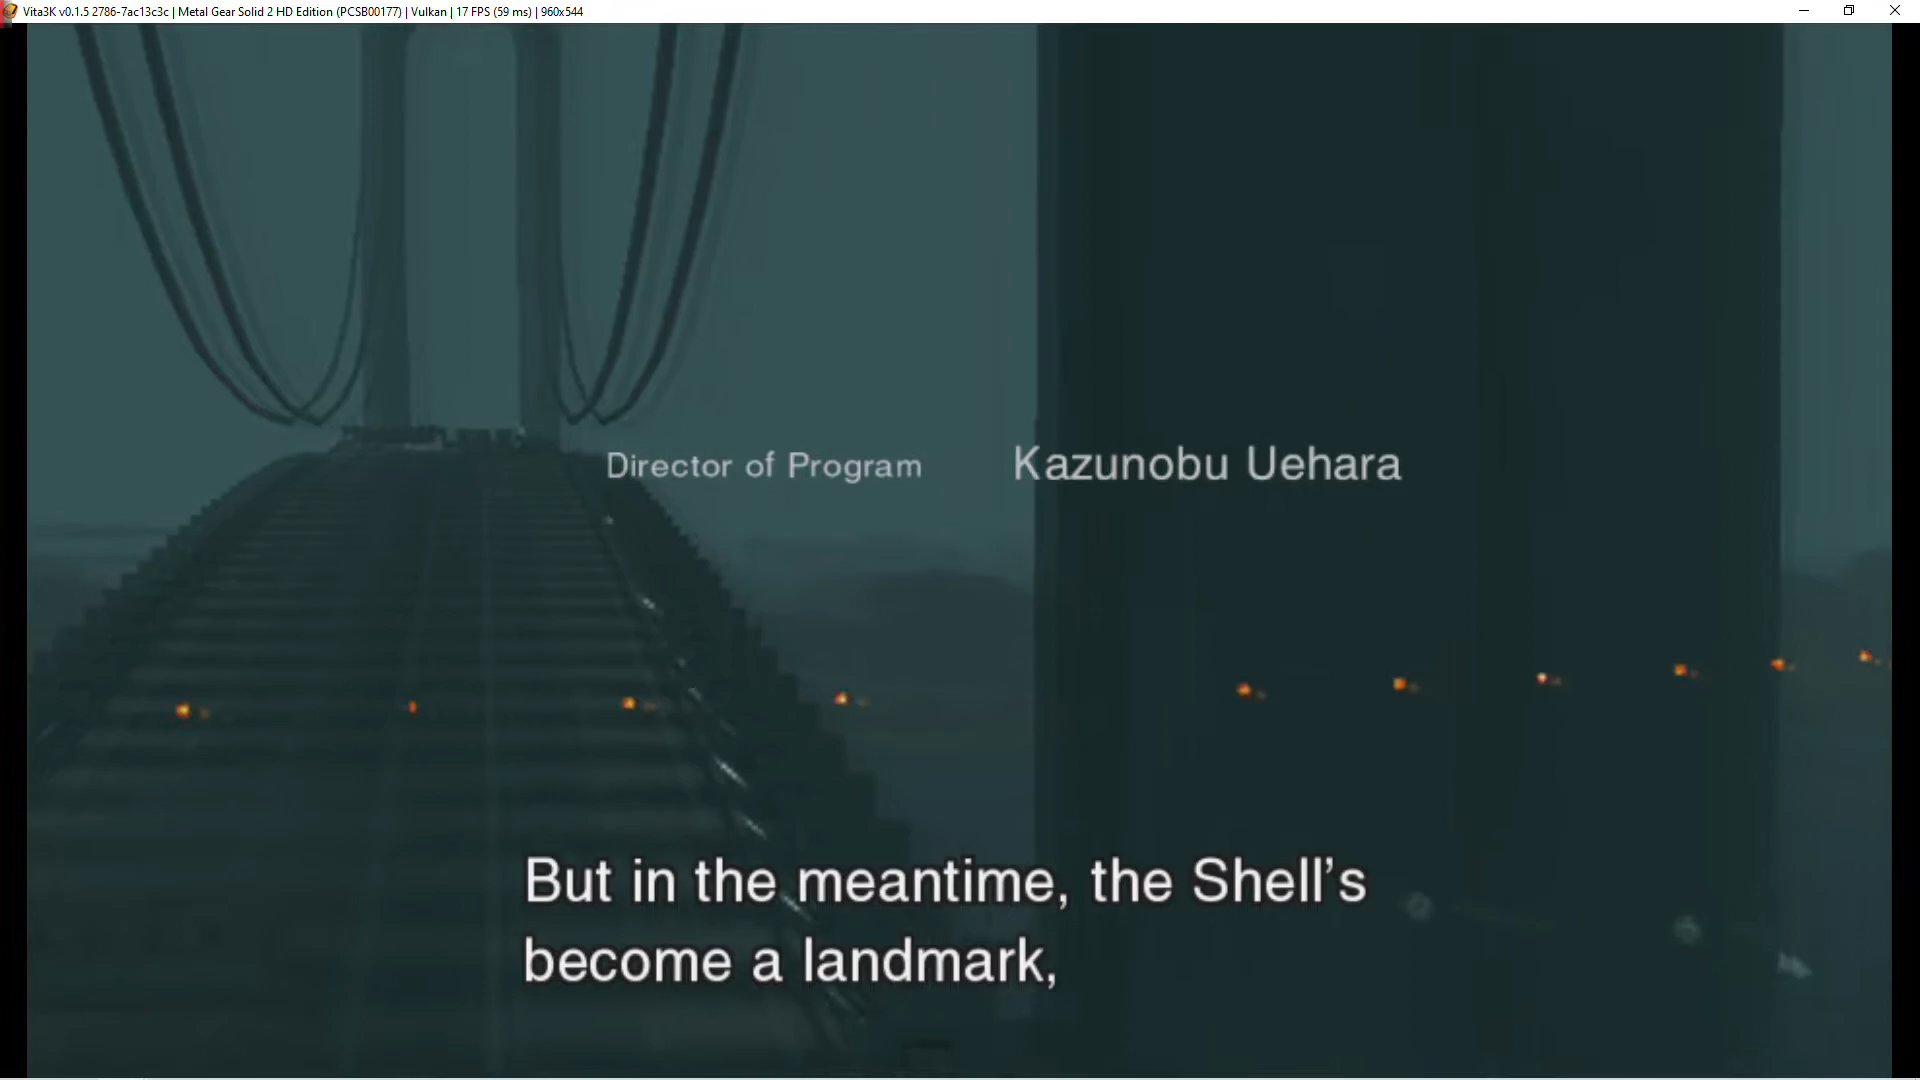 Vita3K v0.1.5 2786-7ac13c3c | Metal Gear Solid 2 HD Edition (PCSB00177) | Vulkan | 17 FPS (59 ms) | 960x544
Director of Program Kazunobu Uehara
But in the meantime, the Shell’s
become a landmark,